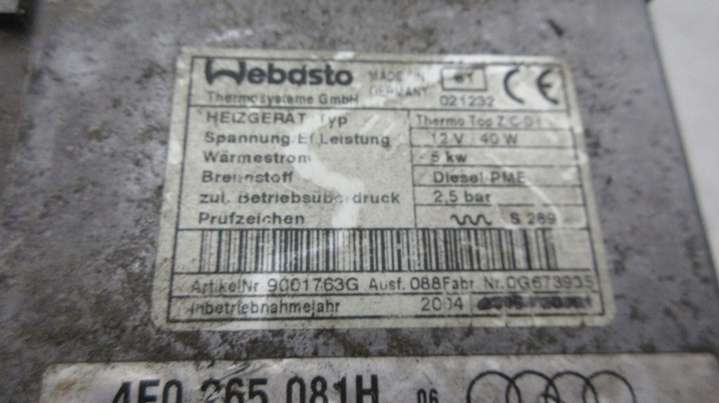 Webasto MADE IN GERMANY e1 CE
Thermosysteme GmbH 021232
HEIZGERÄT Typ Thermo Top Z/C-D
Spannung/El.Leistung 12 V / 40 W
Wärmestrom 5 kw
Brennstoff Diesel/PME
zul. Betriebsüberdruck 2,5 bar
Prüfzeichen S 289
ArtikelNr 9001763G Ausf. 088 Fabr. Nr. 0G673935
Inbetriebnahmejahr 2004
4E0 265 081H 06